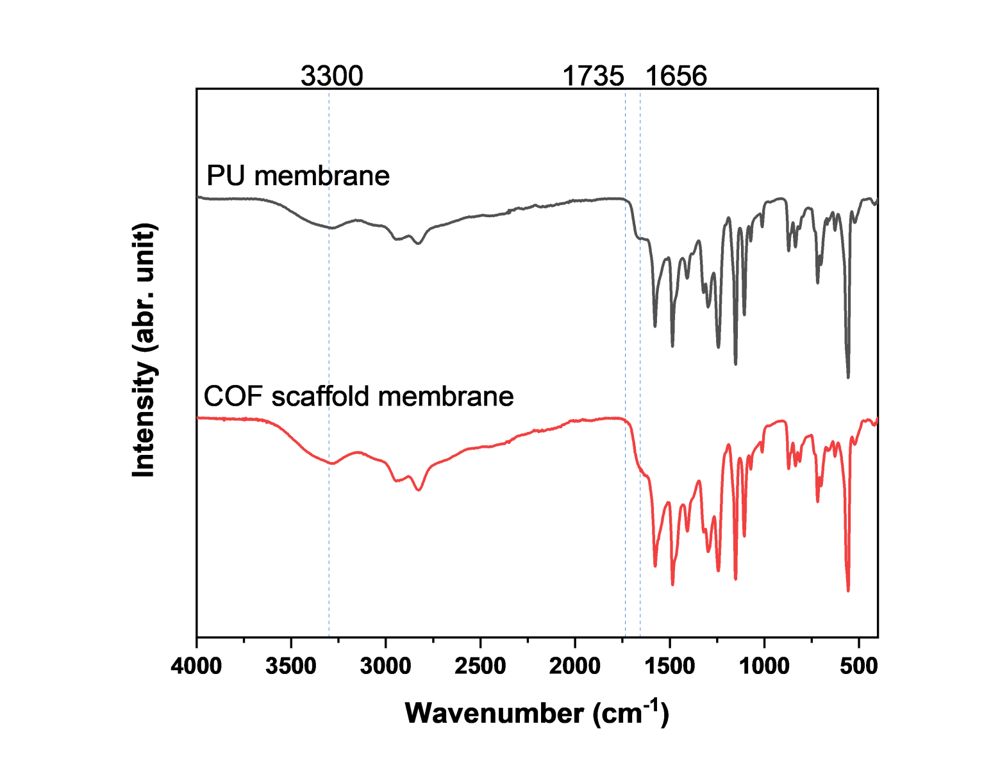 3300 1735 1656
PU membrane
COF scaffold membrane
Intensity (abr. unit)
4000 3500 3000 2500 2000 1500 1000 500
Wavenumber (cm-1)